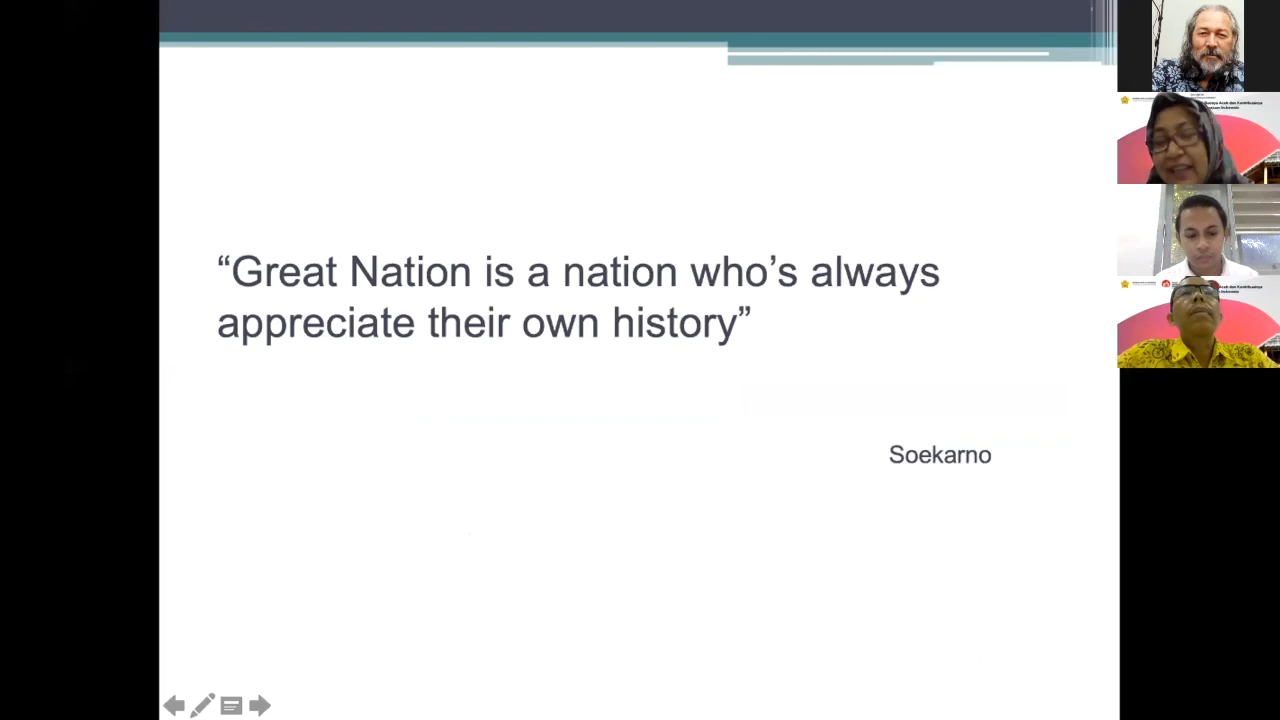 “Great Nation is a nation who’s always
appreciate their own history”
Soekarno